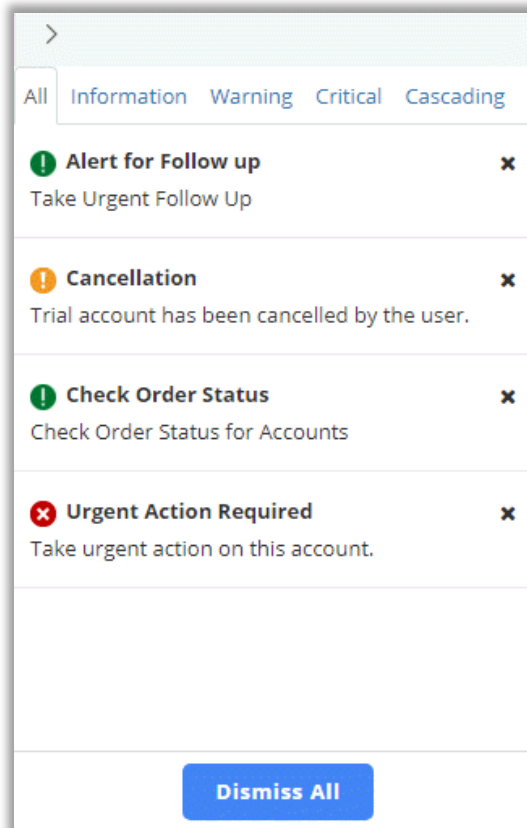 All Information Warning Critical Cascading
Alert for Follow up
Take Urgent Follow Up
Cancellation
Trial account has been cancelled by the user.
Check Order Status
Check Order Status for Accounts
Urgent Action Required
Take urgent action on this account.
Dismiss All